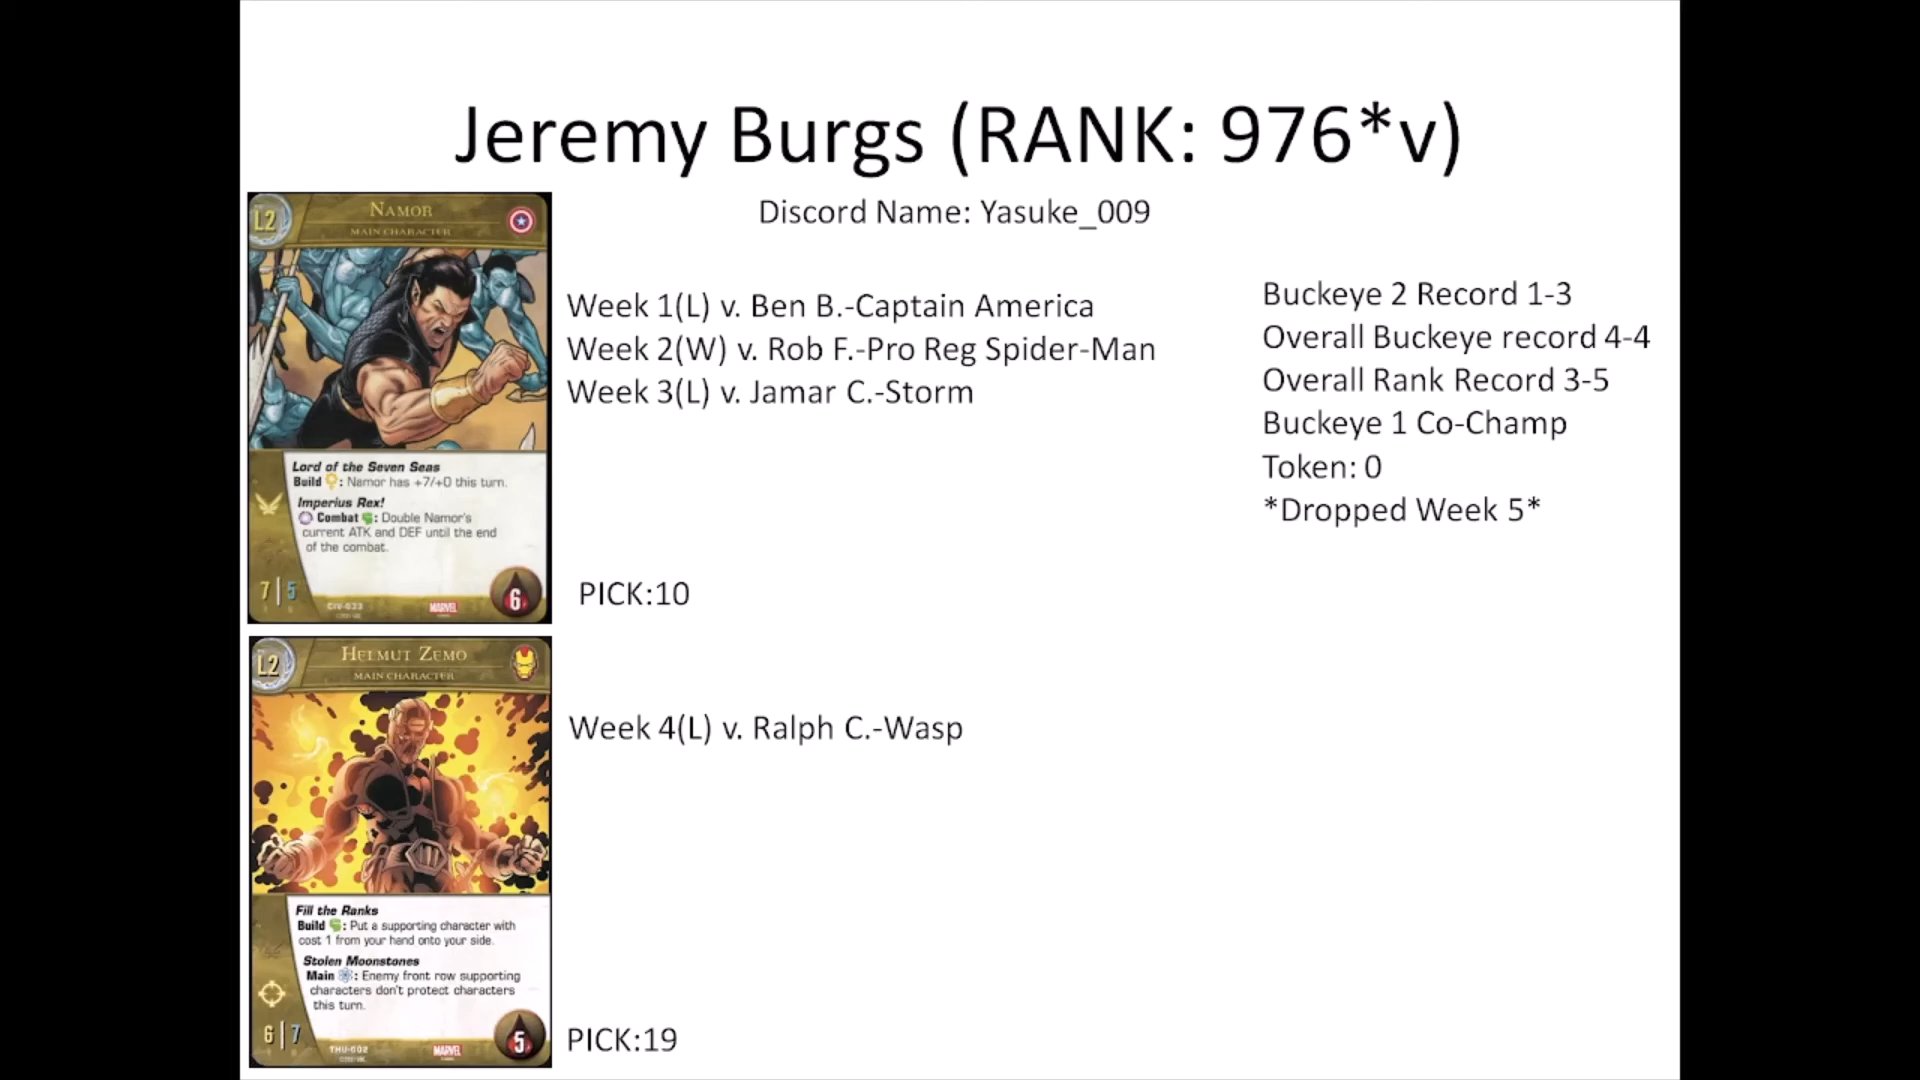 Jeremy Burgs (RANK: 976*v)
Discord Name: Yasuke_009
L2
NAMOR
MAIN CHARACTER
Lord of the Seven Seas
Build : Namor has +7/+0 this turn.
Imperius Rex!
Combat : Double Namor's
current ATK and DEF until the end
of the combat.
7 | 5
6
CIV-033
MARVEL
Week 1(L) v. Ben B.-Captain America
Week 2(W) v. Rob F.-Pro Reg Spider-Man
Week 3(L) v. Jamar C.-Storm
PICK:10
Buckeye 2 Record 1-3
Overall Buckeye record 4-4
Overall Rank Record 3-5
Buckeye 1 Co-Champ
Token: 0
*Dropped Week 5*
L2
HELMUT ZEMO
MAIN CHARACTER
Fill the Ranks
Build : Put a supporting character with
cost 1 from your hand onto your side.
Stolen Moonstones
Main : Enemy front row supporting
characters don't protect characters
this turn.
6 | 7
5
THU-002
MARVEL
Week 4(L) v. Ralph C.-Wasp
PICK:19